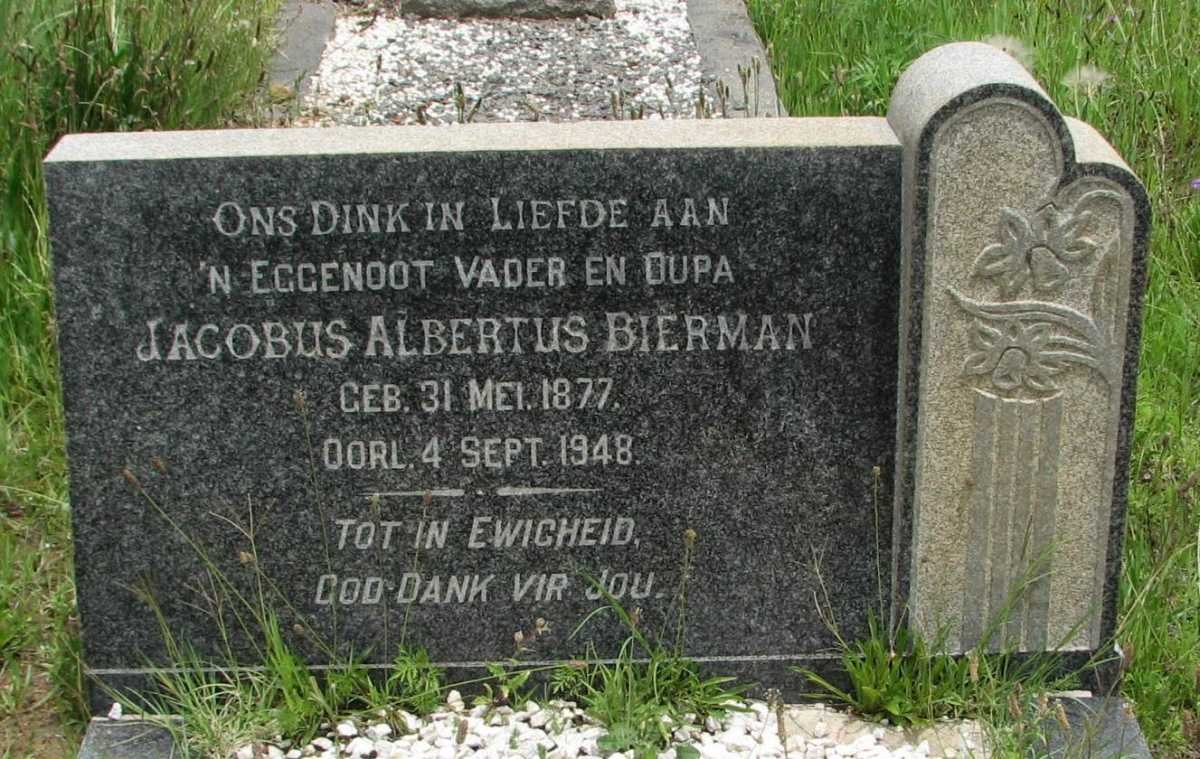 ONS DINK IN LIEFDE AAN
'N EGGENOOT VADER EN OUPA
JACOBUS ALBERTUS BIERMAN
GEB. 31 MEI. 1877.
OORL. 4 SEPT. 1948.
TOT IN EWIGHEID,
GOD DANK VIR JOU.